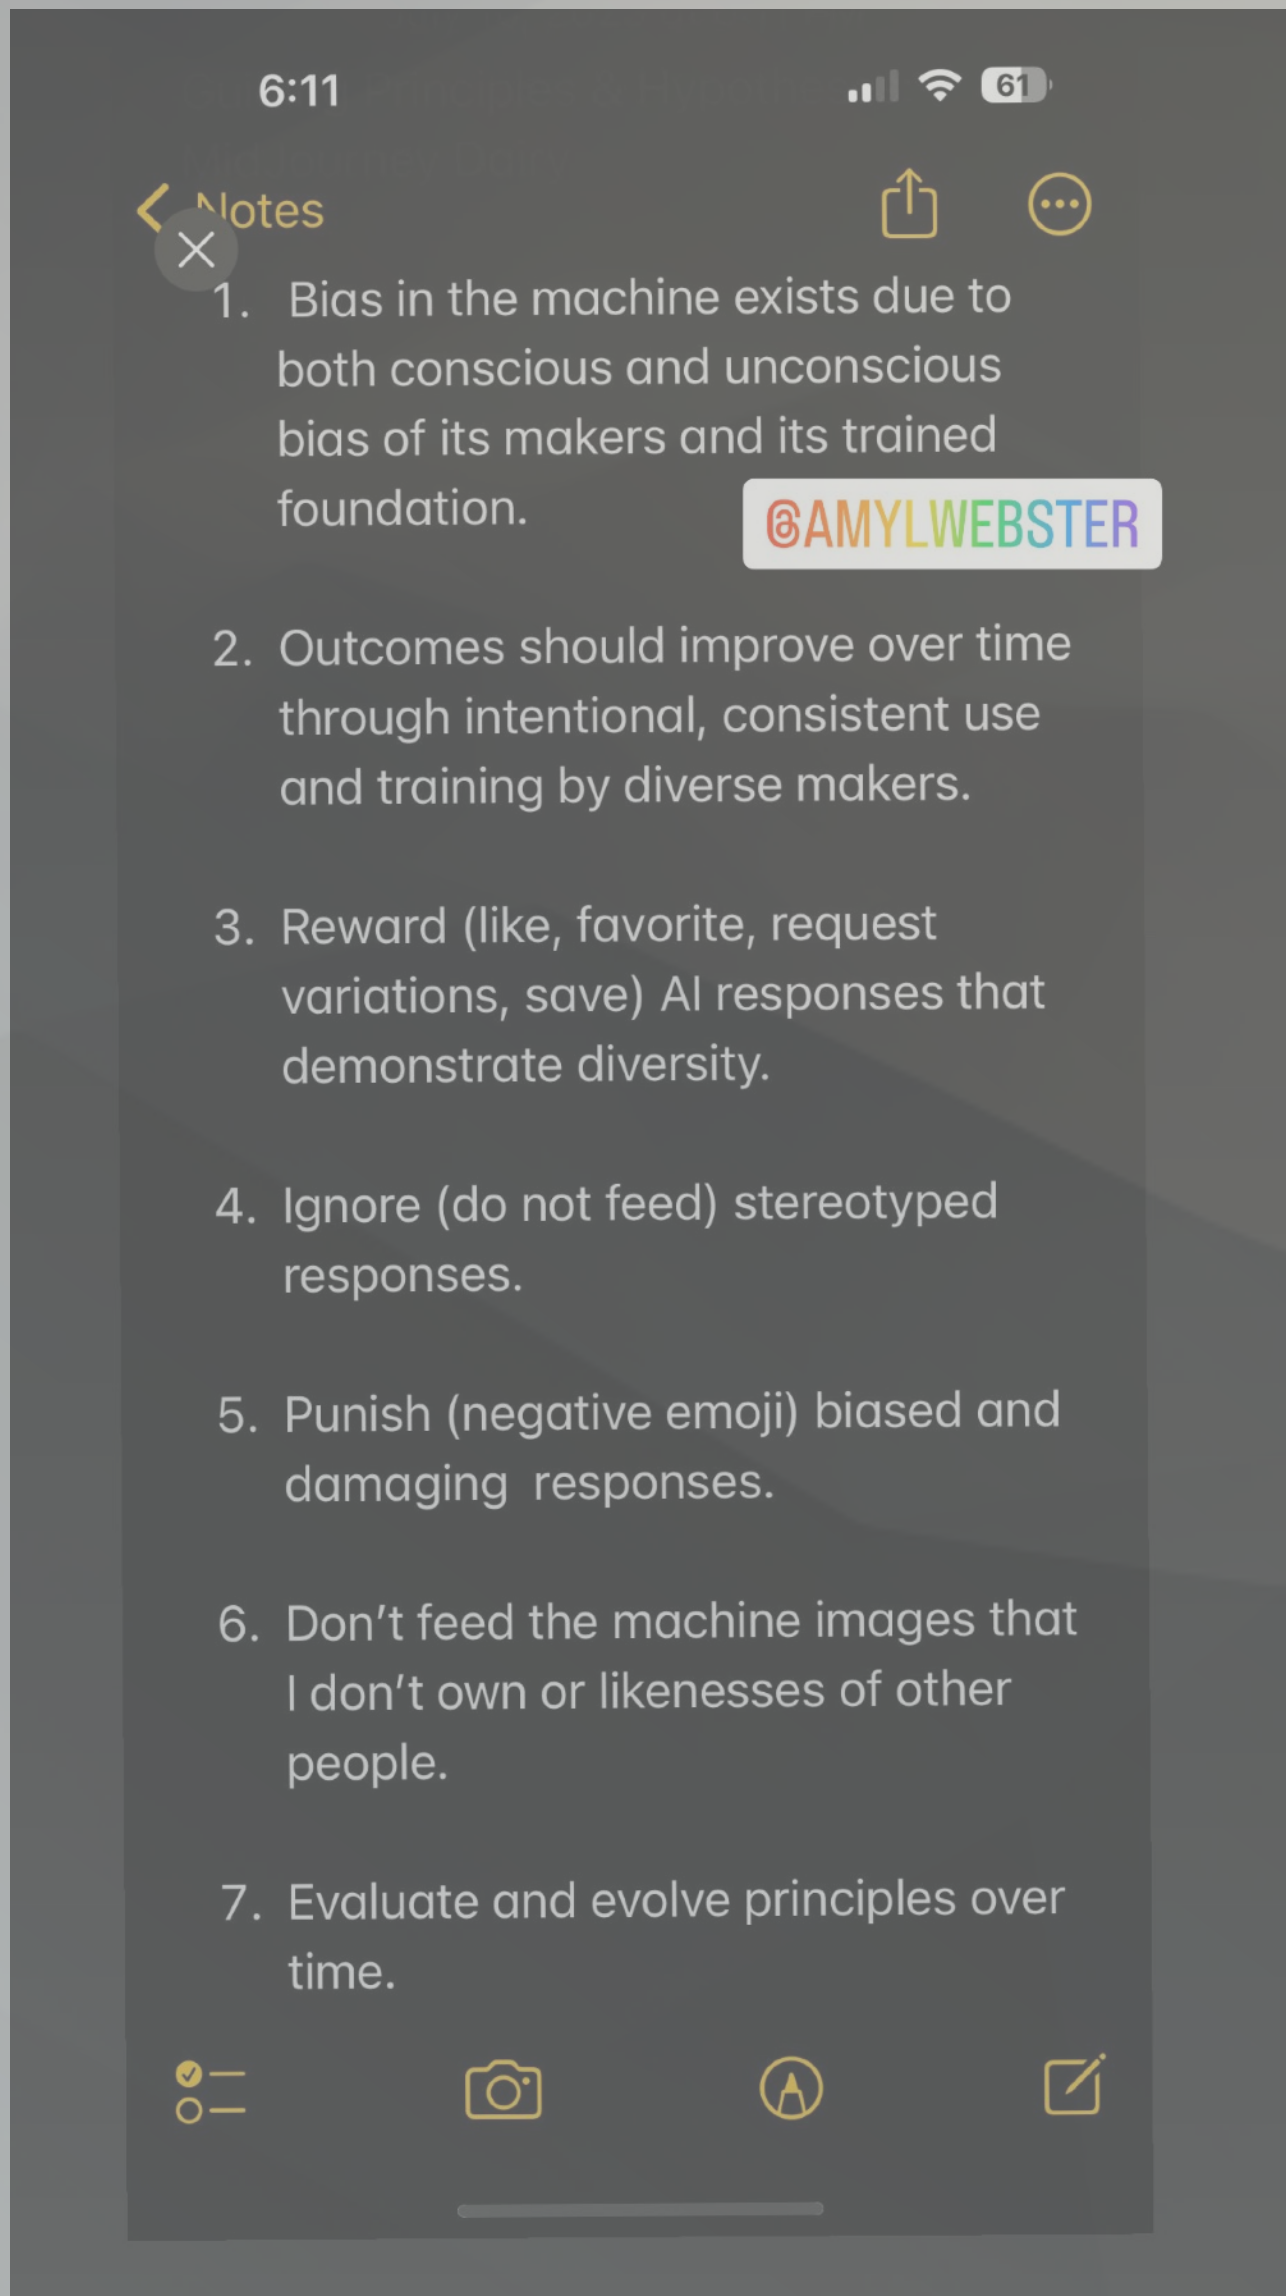 6:11
61
MidJourney Dairy
Notes
1. Bias in the machine exists due to
both conscious and unconscious
bias of its makers and its trained
foundation.
@AMYLWEBSTER
2. Outcomes should improve over time
through intentional, consistent use
and training by diverse makers.
3. Reward (like, favorite, request
variations, save) AI responses that
demonstrate diversity.
4. Ignore (do not feed) stereotyped
responses.
5. Punish (negative emoji) biased and
damaging responses.
6. Don't feed the machine images that
I don't own or likenesses of other
people.
7. Evaluate and evolve principles over
time.